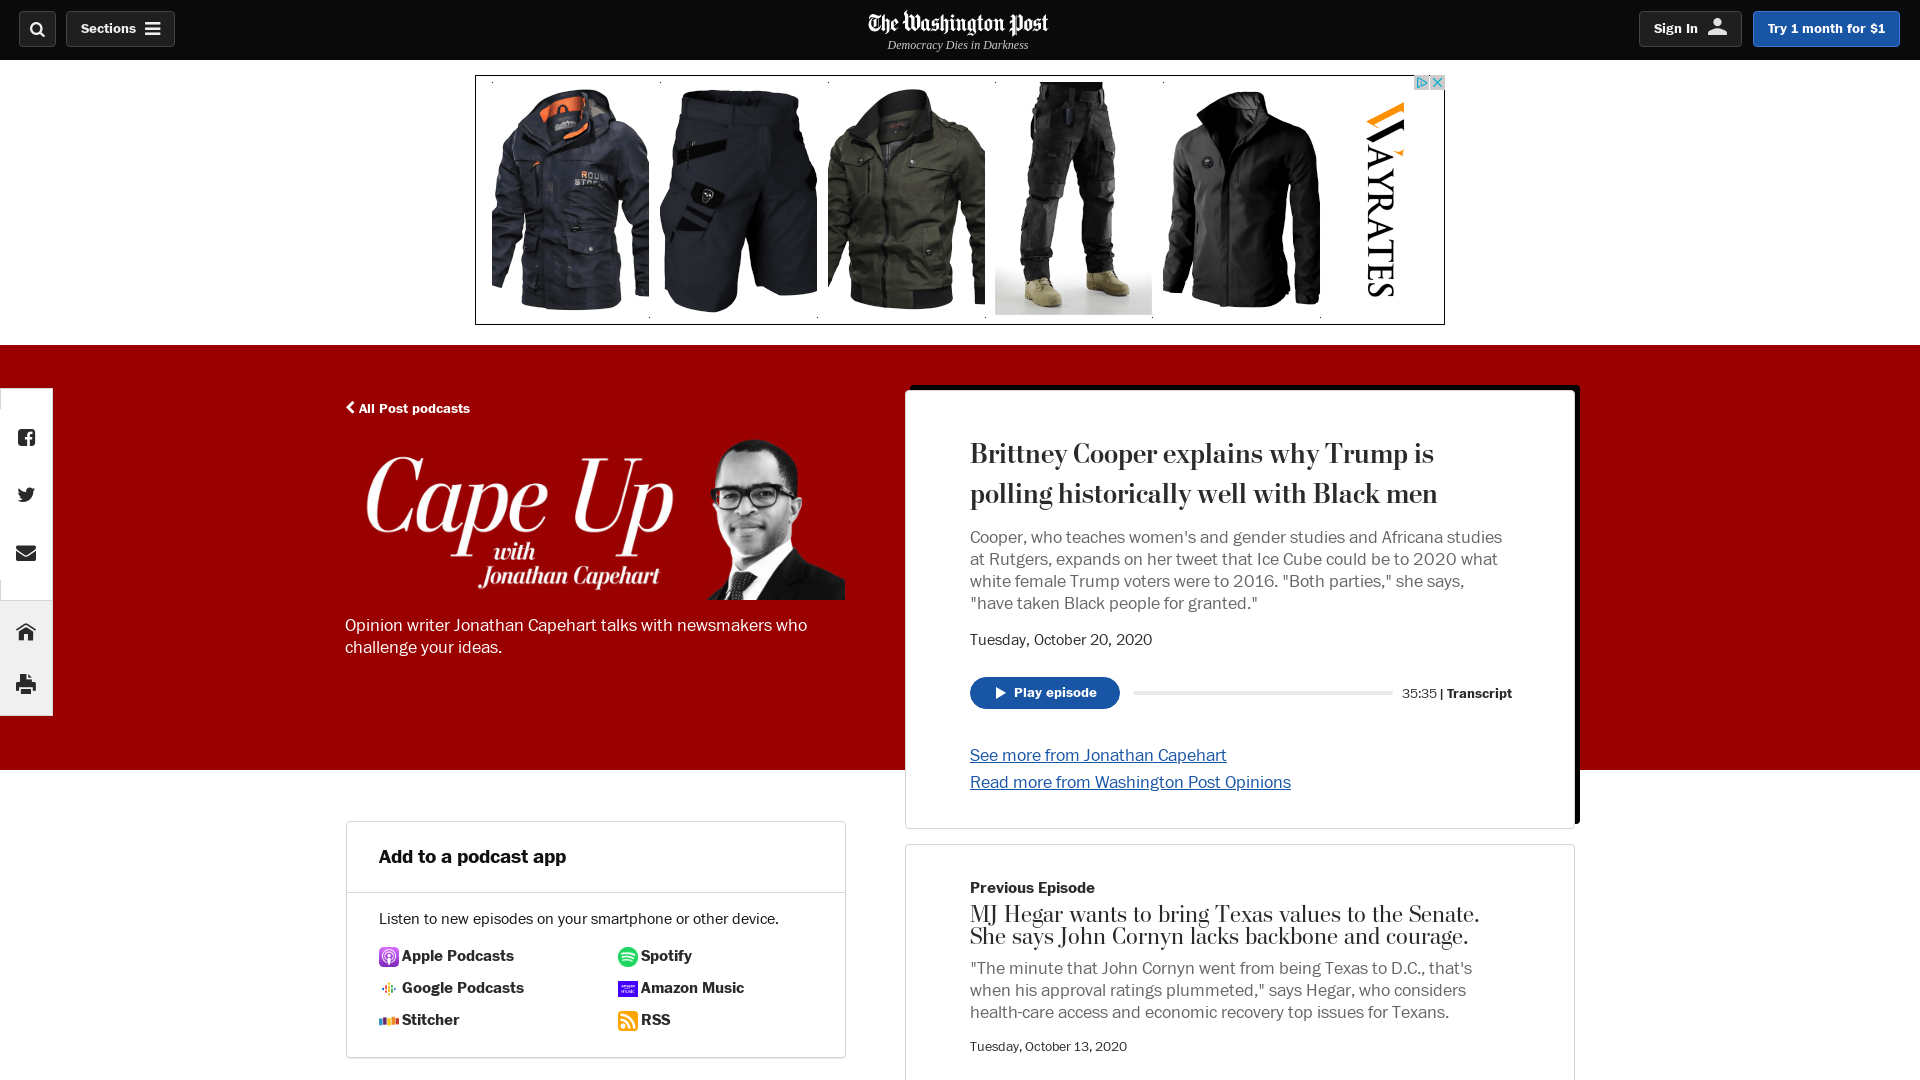 Sections
The Washington Post
Democracy Dies in Darkness
Sign In
Try 1 month for $1
ROUGH
STOCK
WAYRATES
All Post podcasts
Cape Up
with
Jonathan Capehart
Opinion writer Jonathan Capehart talks with newsmakers who
challenge your ideas.
Brittney Cooper explains why Trump is
polling historically well with Black men
Cooper, who teaches women's and gender studies and Africana studies
at Rutgers, expands on her tweet that Ice Cube could be to 2020 what
white female Trump voters were to 2016. "Both parties," she says,
"have taken Black people for granted."
Tuesday, October 20, 2020
Play episode
35:35 | Transcript
See more from Jonathan Capehart
Read more from Washington Post Opinions
Add to a podcast app
Listen to new episodes on your smartphone or other device.
Apple Podcasts
Spotify
Google Podcasts
Amazon Music
Stitcher
RSS
Previous Episode
MJ Hegar wants to bring Texas values to the Senate.
She says John Cornyn lacks backbone and courage.
"The minute that John Cornyn went from being Texas to D.C., that's
when his approval ratings plummeted," says Hegar, who considers
health-care access and economic recovery top issues for Texans.
Tuesday, October 13, 2020